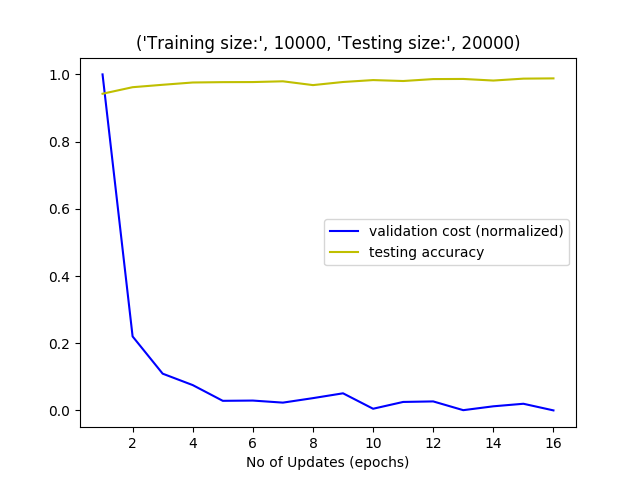 ('Training size:', 10000, 'Testing size:', 20000)
1.0
0.8
0.6
0.4
0.2
0.0
validation cost (normalized)
testing accuracy
2 4 6 8 10 12 14 16
No of Updates (epochs)